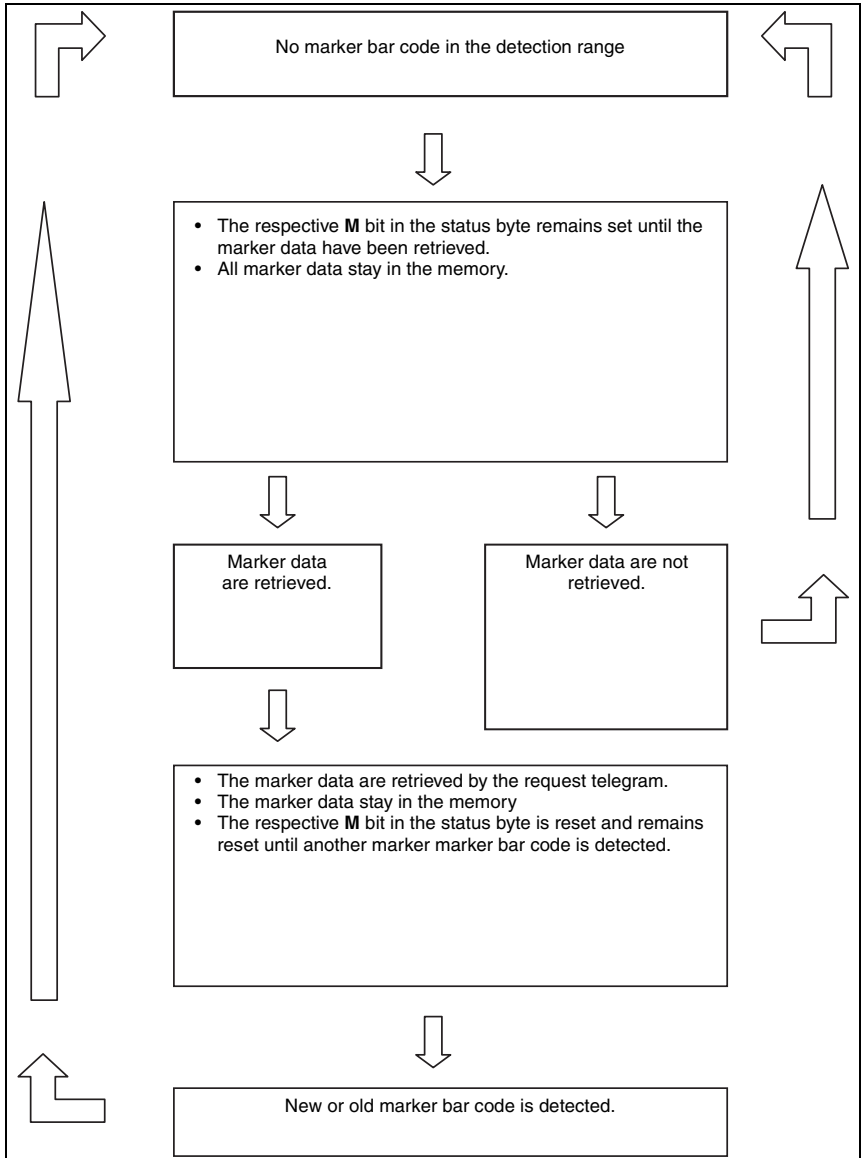 No marker bar code in the detection range
• The respective M bit in the status byte remains set until the
marker data have been retrieved.
• All marker data stay in the memory.
Marker data
are retrieved.
Marker data are not
retrieved.
• The marker data are retrieved by the request telegram.
• The marker data stay in the memory
• The respective M bit in the status byte is reset and remains
reset until another marker marker bar code is detected.
New or old marker bar code is detected.